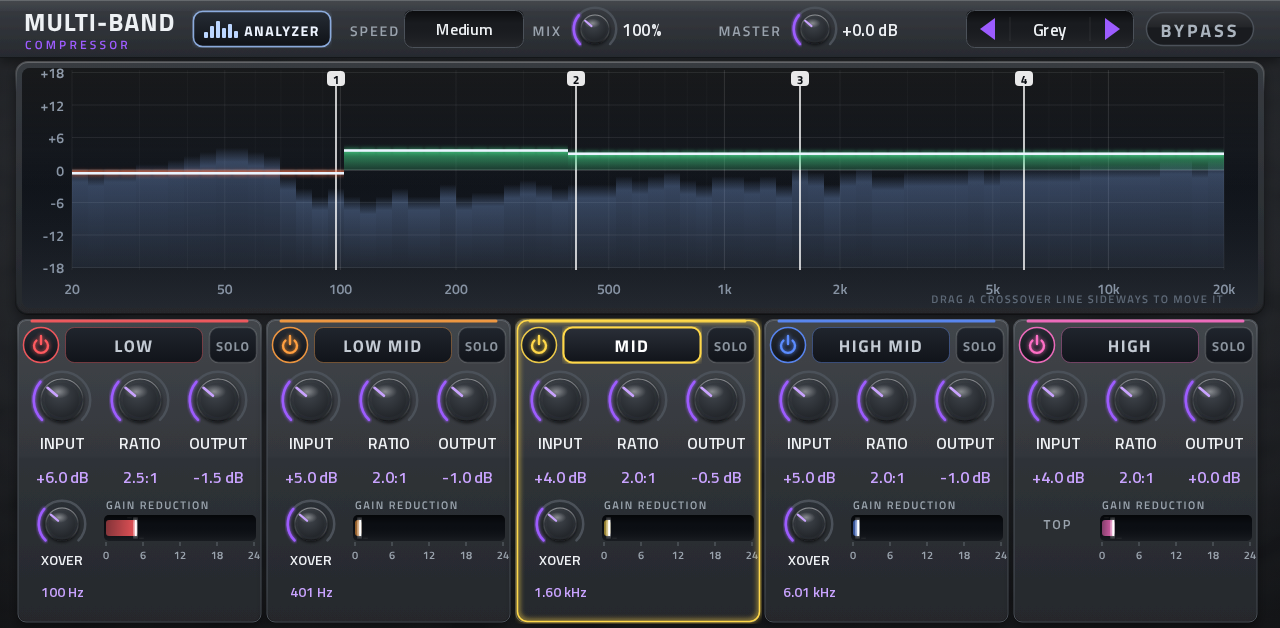 MULTI-BAND
COMPRESSOR
ANALYZER
SPEED Medium MIX 100% MASTER +0.0 dB Grey BYPASS
+18
+12
+6
0
-6
-12
-18
1 2 3 4
20 50 100 200 500 1k 2k 5k 10k 20k
DRAG A CROSSOVER LINE SIDEWAYS TO MOVE IT
LOW SOLO
INPUT RATIO OUTPUT
+6.0 dB 2.5:1 -1.5 dB
GAIN REDUCTION
0 6 12 18 24
XOVER
100 Hz
LOW MID SOLO
INPUT RATIO OUTPUT
+5.0 dB 2.0:1 -1.0 dB
GAIN REDUCTION
0 6 12 18 24
XOVER
401 Hz
MID SOLO
INPUT RATIO OUTPUT
+4.0 dB 2.0:1 -0.5 dB
GAIN REDUCTION
0 6 12 18 24
XOVER
1.60 kHz
HIGH MID SOLO
INPUT RATIO OUTPUT
+5.0 dB 2.0:1 -1.0 dB
GAIN REDUCTION
0 6 12 18 24
XOVER
6.01 kHz
HIGH SOLO
INPUT RATIO OUTPUT
+4.0 dB 2.0:1 +0.0 dB
GAIN REDUCTION
TOP
0 6 12 18 24